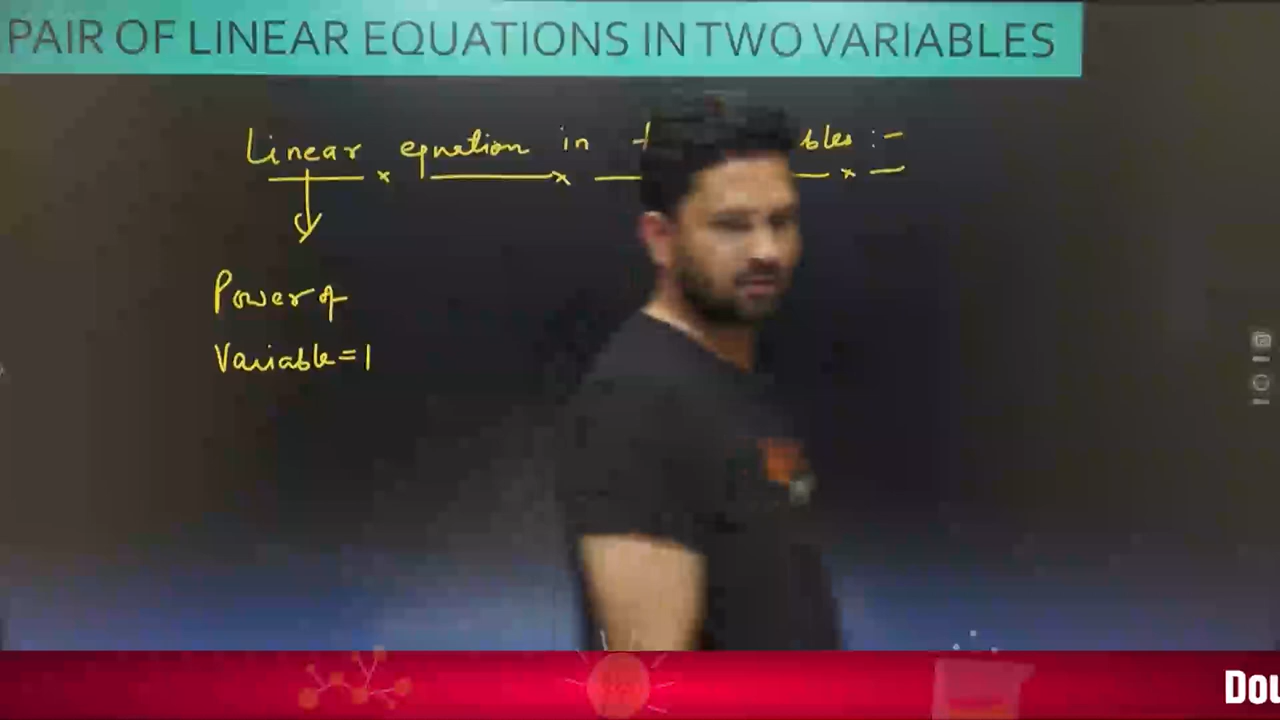 PAIR OF LINEAR EQUATIONS IN TWO VARIABLES
Linear equation in :-
Power of
Variable = 1